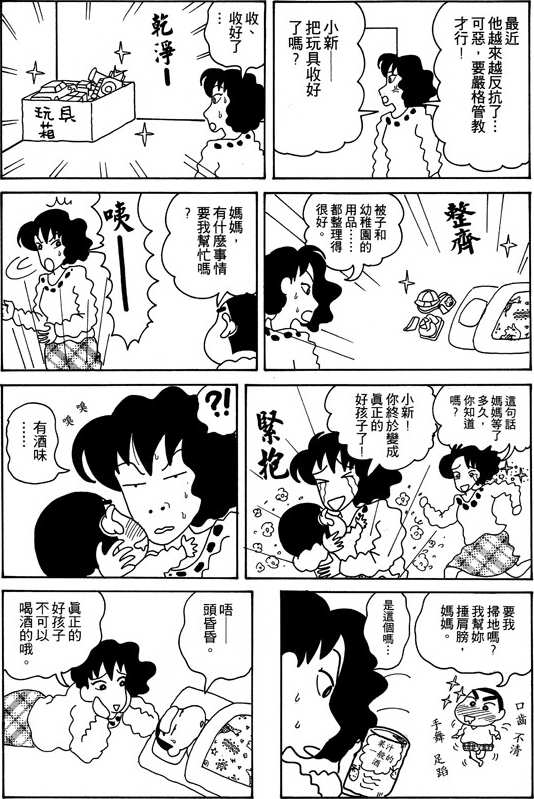 最近
他越來越反抗了…
可惡，要嚴格管教
才行！
小新——
把玩具收好
了嗎？
收、
收好了
…
乾淨！
玩具
箱
整齊
被子和
幼稚園的
用品……
都整理得
很好。
媽媽，
有什麼事情
要我幫忙嗎
？
咦！
這句話
媽媽等了
多久，
你知道
嗎？
小新！
你終於變成
真正的
好孩子了！
緊抱
?!
哭
哭
有酒味
……
要我
掃地嗎？
我幫妳
捶肩膀，
媽媽。
口齒不清
手舞足蹈
是這個嗎…
果汁
般的
酒
唔——
頭昏昏。
真正的
好孩子
不可以
喝酒的哦。